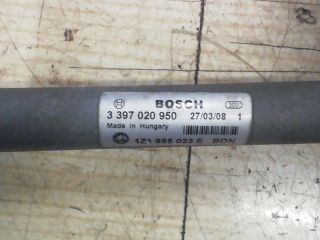 BOSCH
3 397 020 950 27/03/08 1
Made in Hungary
1Z1 955 023 E BON